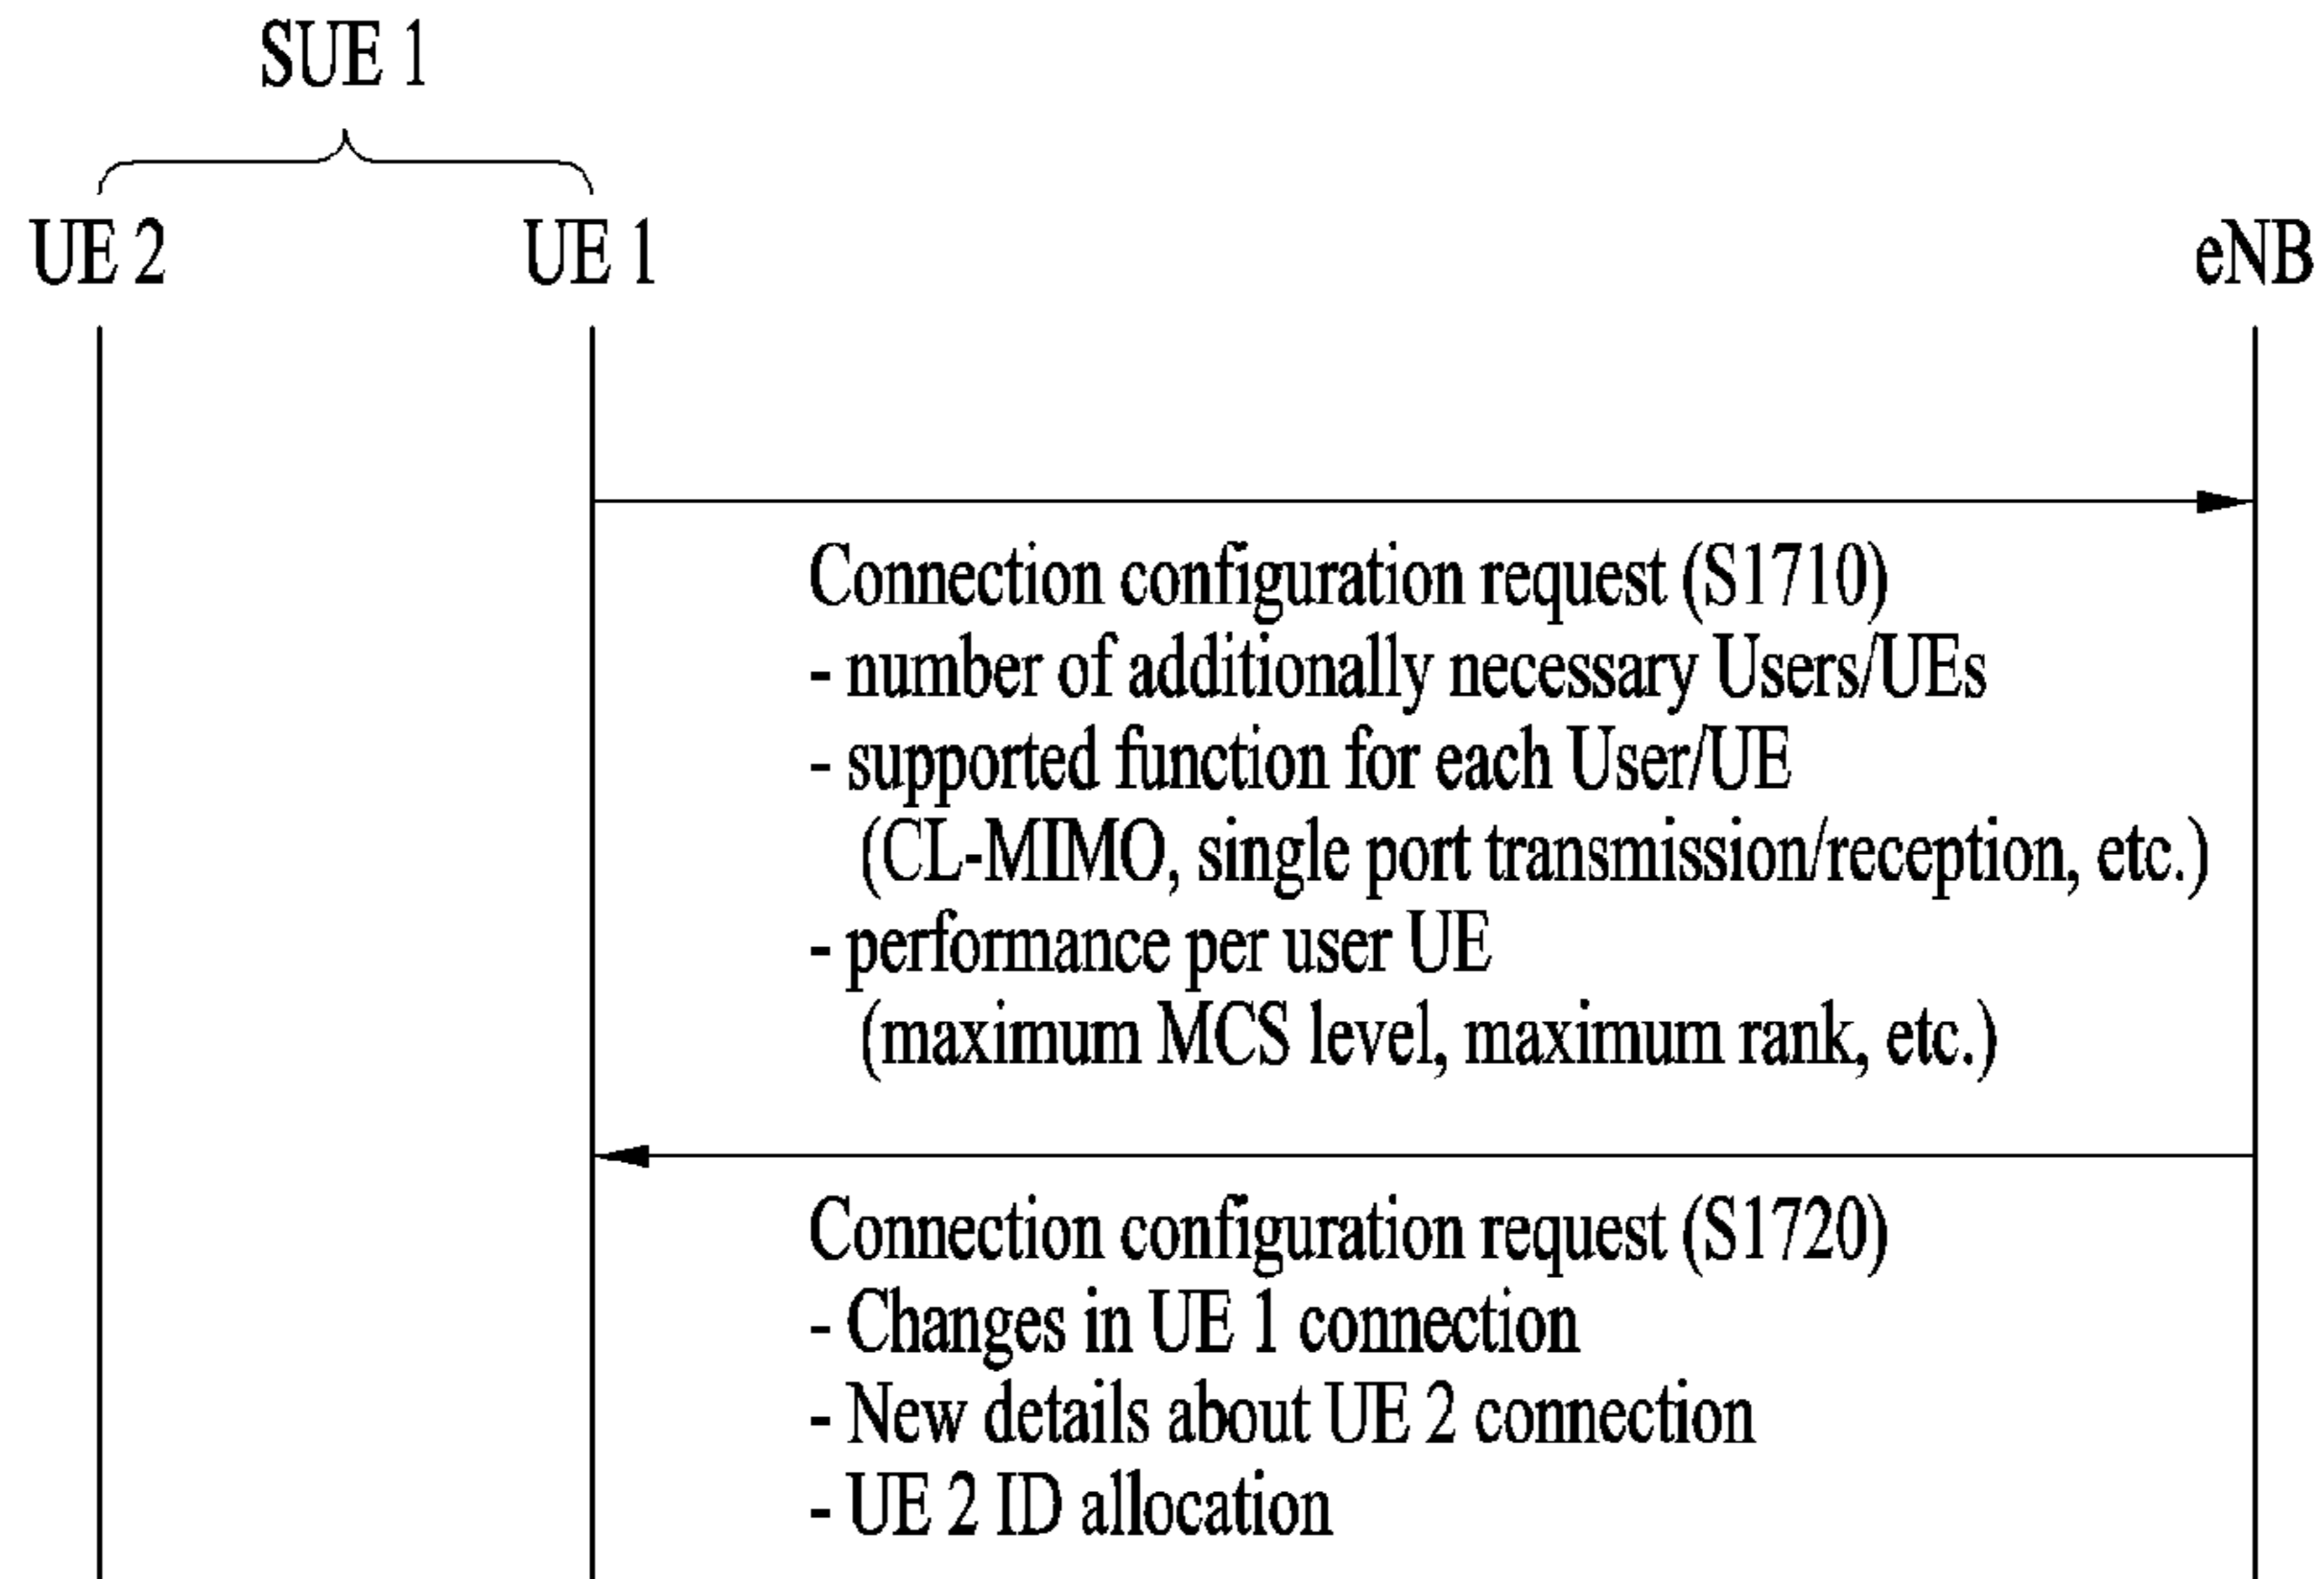 SUE 1
UE 2
UE 1
eNB
Connection configuration request (S1710)
- number of additionally necessary Users/UEs
- supported function for each User/UE
(CL-MIMO, single port transmission/reception, etc.)
- performance per user UE
(maximum MCS level, maximum rank, etc.)
Connection configuration request (S1720)
- Changes in UE 1 connection
- New details about UE 2 connection
- UE 2 ID allocation